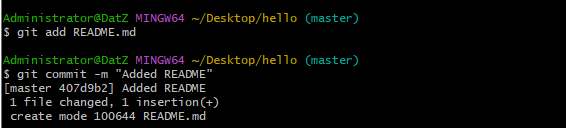 Administrator@DatZ MINGW64 ~/Desktop/hello (master)
$ git add README.md
Administrator@DatZ MINGW64 ~/Desktop/hello (master)
$ git commit -m "Added README"
[master 407d9b2] Added README
 1 file changed, 1 insertion(+)
 create mode 100644 README.md